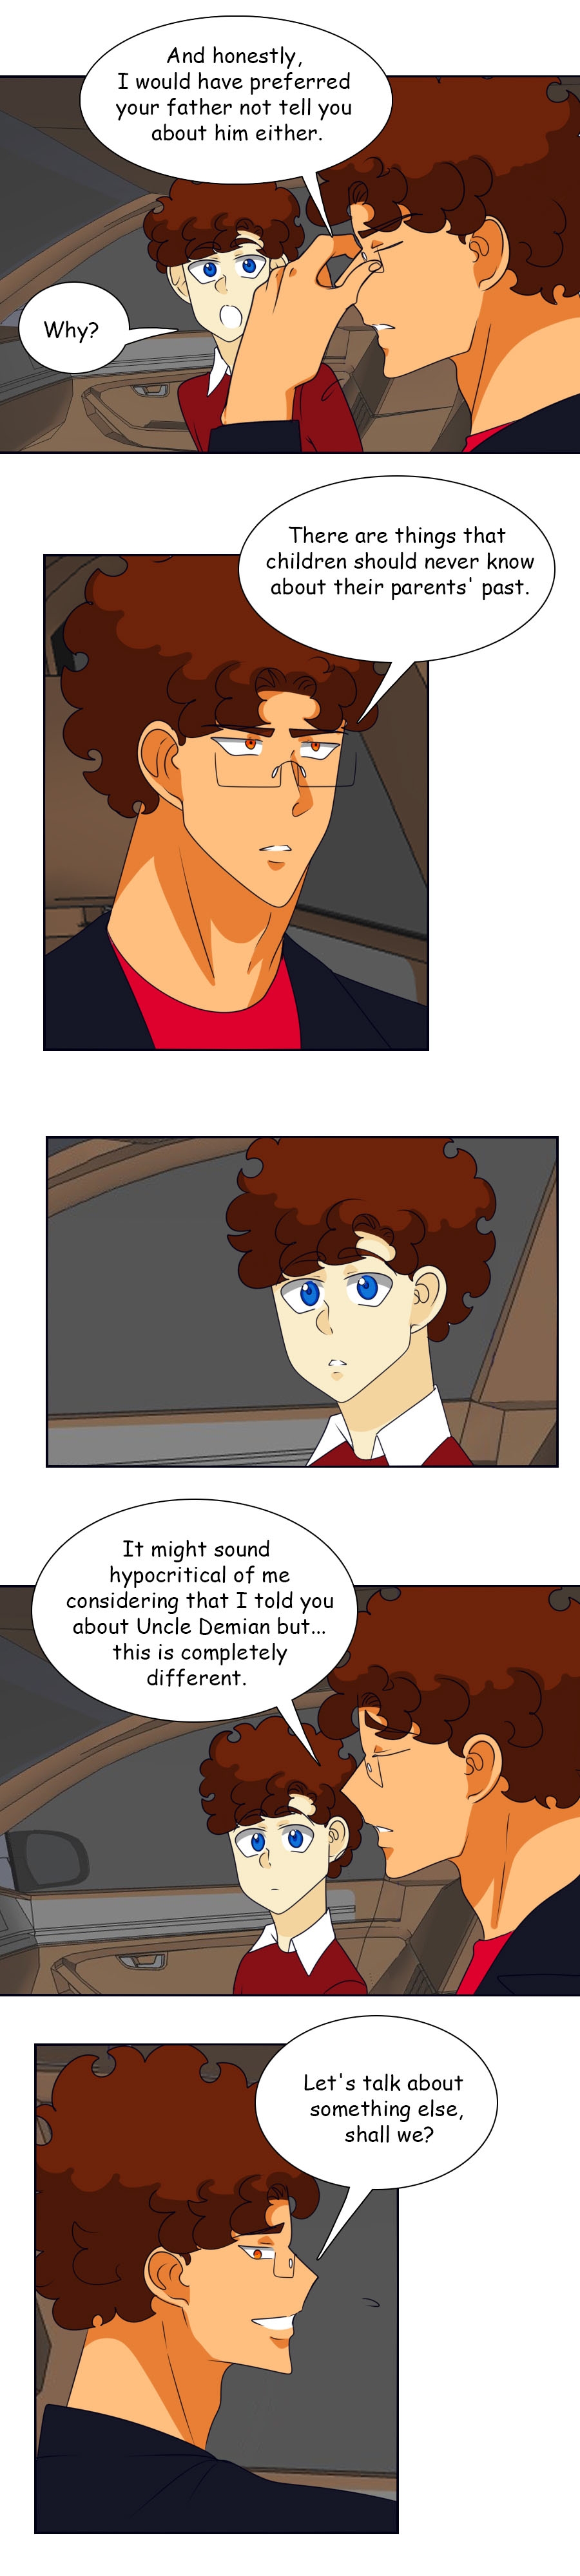 And honestly,
I would have preferred
your father not tell you
about him either.
Why?
There are things that
children should never know
about their parents' past.
It might sound
hypocritical of me
considering that I told you
about Uncle Demian but...
this is completely
different.
Let's talk about
something else,
shall we?